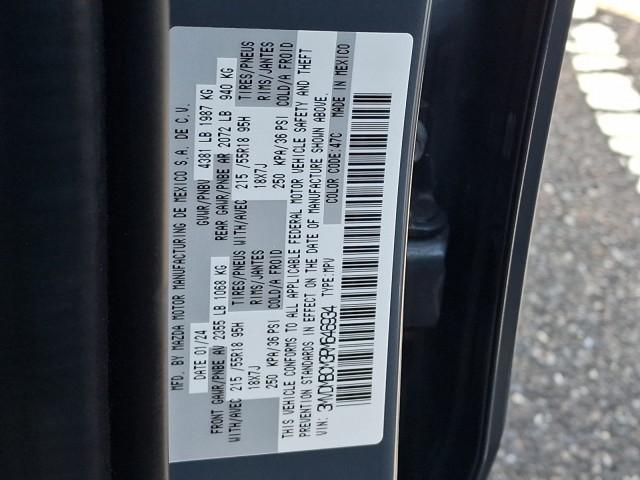 MFD. BY MAZDA MOTOR MANUFACTURING DE MEXICO S.A. DE C.V.
DATE 01/24 GVWR/PNBV 4381 LB 1987 KG
FRONT GAWR/PNBE AV 2355 LB 1068 KG REAR GAWR/PNBE AR 2072 LB 940 KG
WITH/AVEC 215 /55R18 95H TIRES/PNEUS WITH/AVEC 215 /55R18 95H TIRES/PNEUS
18X7J RIMS/JANTES 18X7J RIMS/JANTES
250 KPA/36 PSI COLD/A FROID 250 KPA/36 PSI COLD/A FROID
THIS VEHICLE CONFORMS TO ALL APPLICABLE FEDERAL MOTOR VEHICLE SAFETY AND THEFT
PREVENTION STANDARDS IN EFFECT ON THE DATE OF MANUFACTURE SHOWN ABOVE.
VIN: 3MVDMBCM3RM646934 TYPE:MPV COLOR CODE:47C MADE IN MEXICO